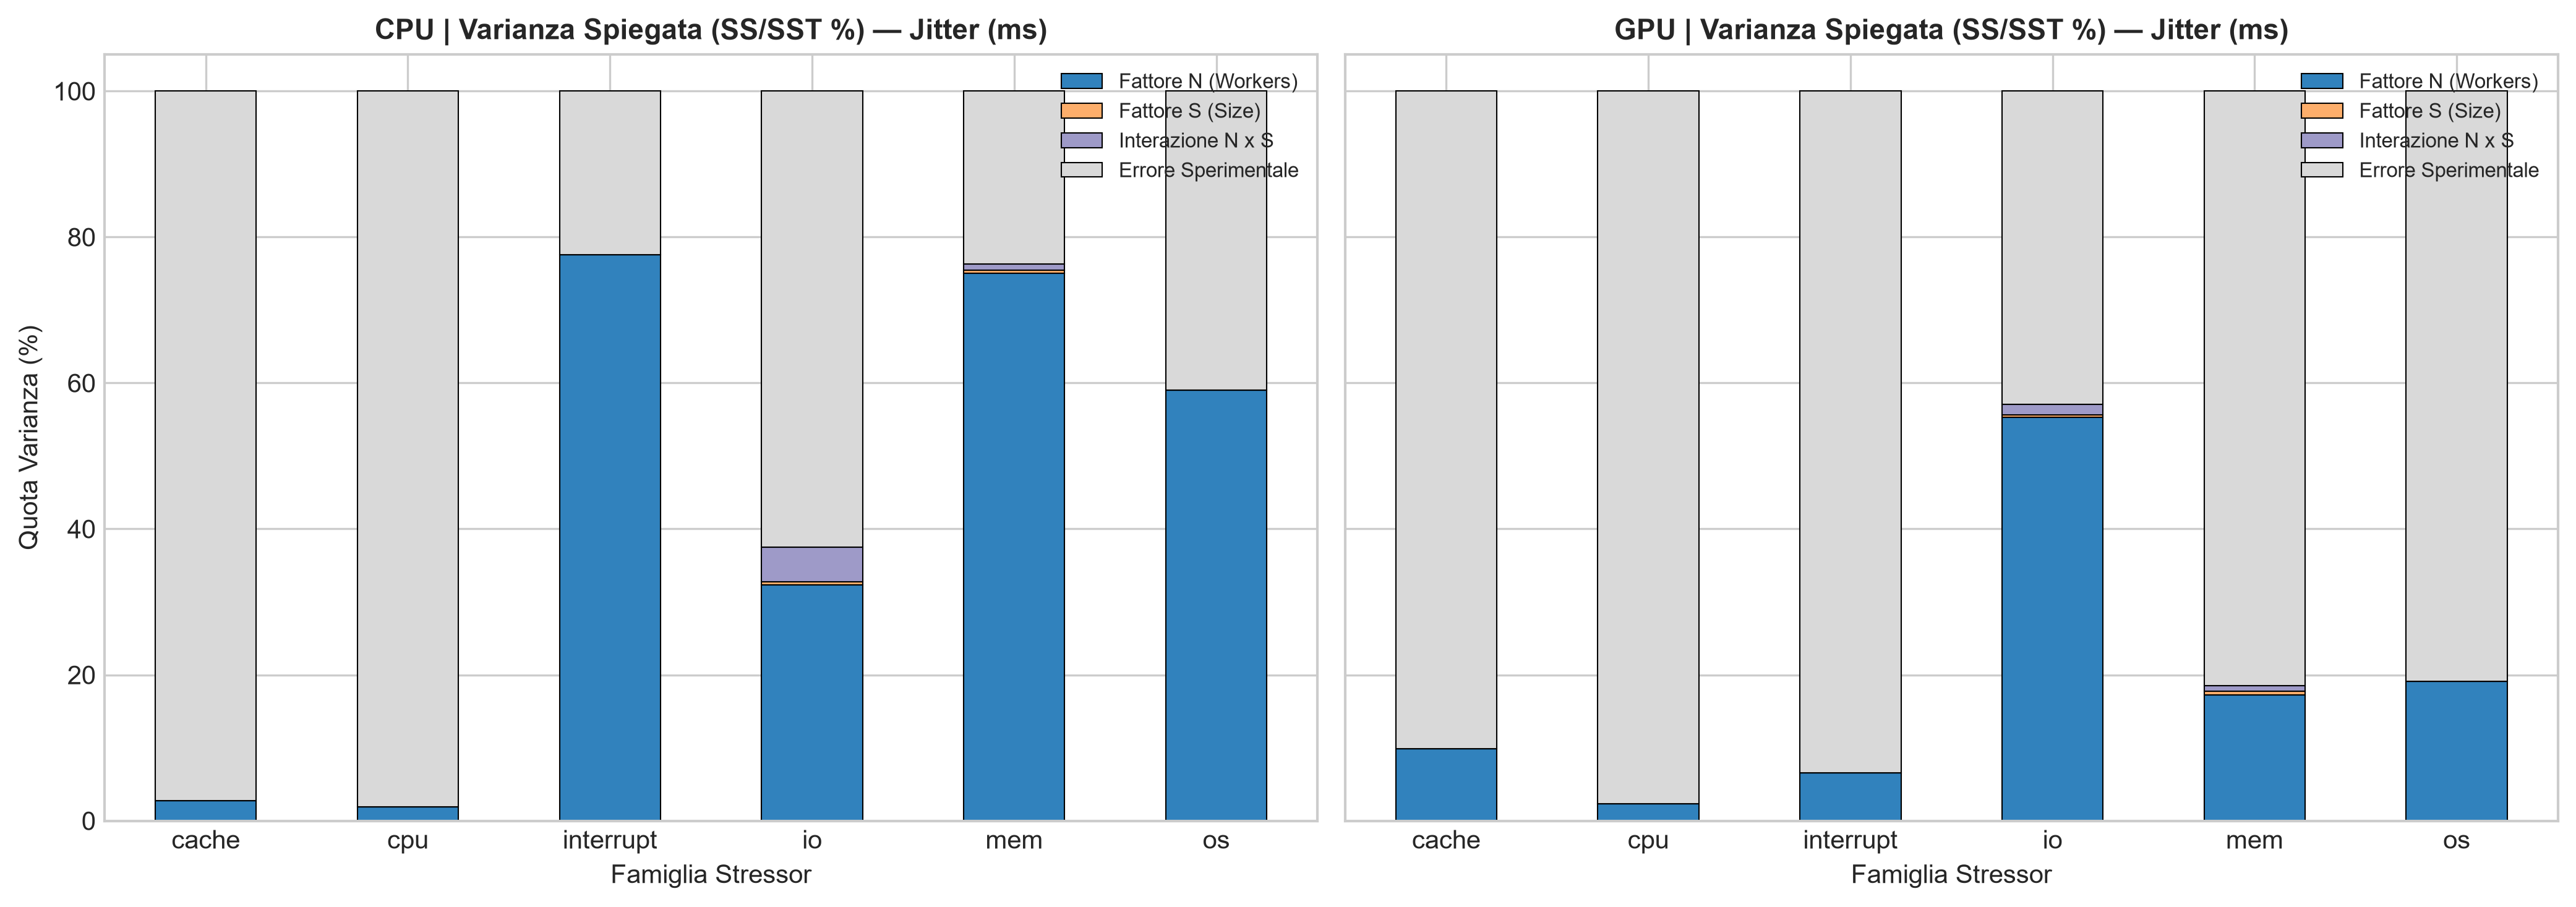 CPU | Varianza Spiegata (SS/SST %) — Jitter (ms)
Quota Varianza (%)
100
80
60
40
20
0
Fattore N (Workers)
Fattore S (Size)
Interazione N x S
Errore Sperimentale
cache cpu interrupt io mem os
Famiglia Stressor
GPU | Varianza Spiegata (SS/SST %) — Jitter (ms)
Fattore N (Workers)
Fattore S (Size)
Interazione N x S
Errore Sperimentale
cache cpu interrupt io mem os
Famiglia Stressor